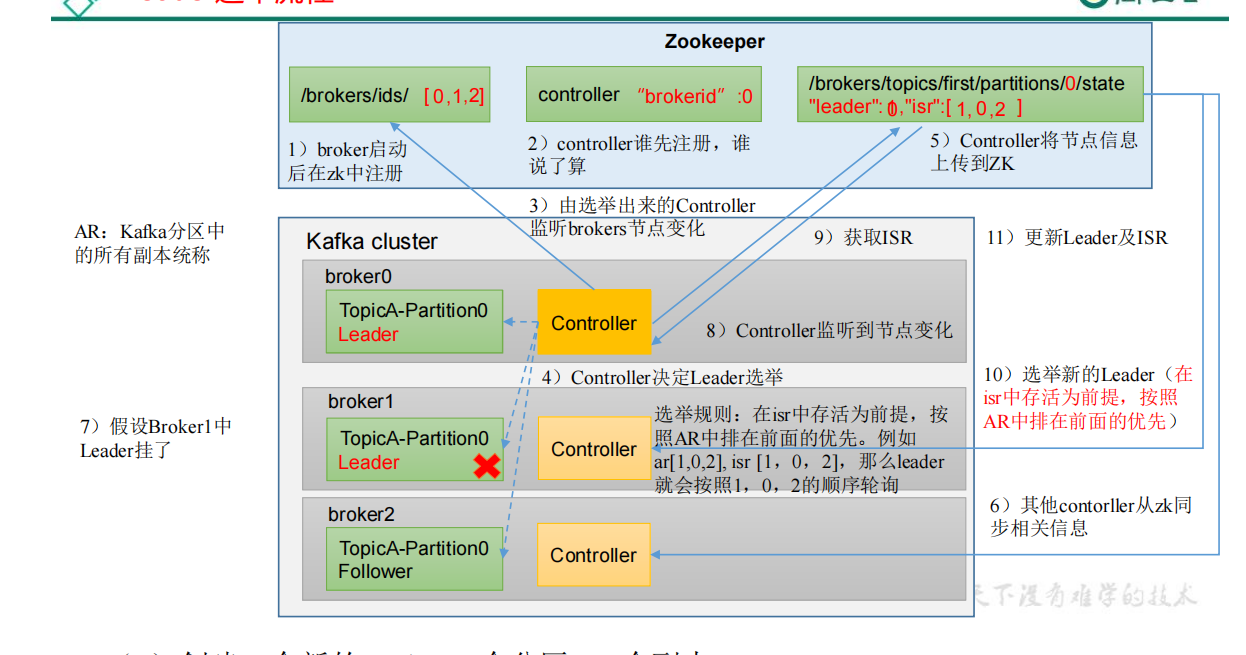 Zookeeper
/brokers/ids/ [ 0,1,2]
controller “brokerid” :0
/brokers/topics/first/partitions/0/state
"leader": ,"isr":[ 1, 0,2 ]
1）broker启动
后在zk中注册
2）controller谁先注册，谁
说了算
5）Controller将节点信息
上传到ZK
3）由选举出来的Controller
监听brokers节点变化
AR：Kafka分区中
的所有副本统称
Kafka cluster
9）获取ISR
11）更新Leader及ISR
broker0
TopicA-Partition0
Leader
Controller
8）Controller监听到节点变化
4）Controller决定Leader选举
broker1
TopicA-Partition0
Leader
Controller
选举规则：在isr中存活为前提，按
照AR中排在前面的优先。例如
ar[1,0,2], isr [1，0，2]，那么leader
就会按照1，0，2的顺序轮询
10）选举新的Leader（在
isr中存活为前提，按照
AR中排在前面的优先）
7）假设Broker1中
Leader挂了
broker2
TopicA-Partition0
Follower
Controller
6）其他contorller从zk同
步相关信息
天下没有难学的技术